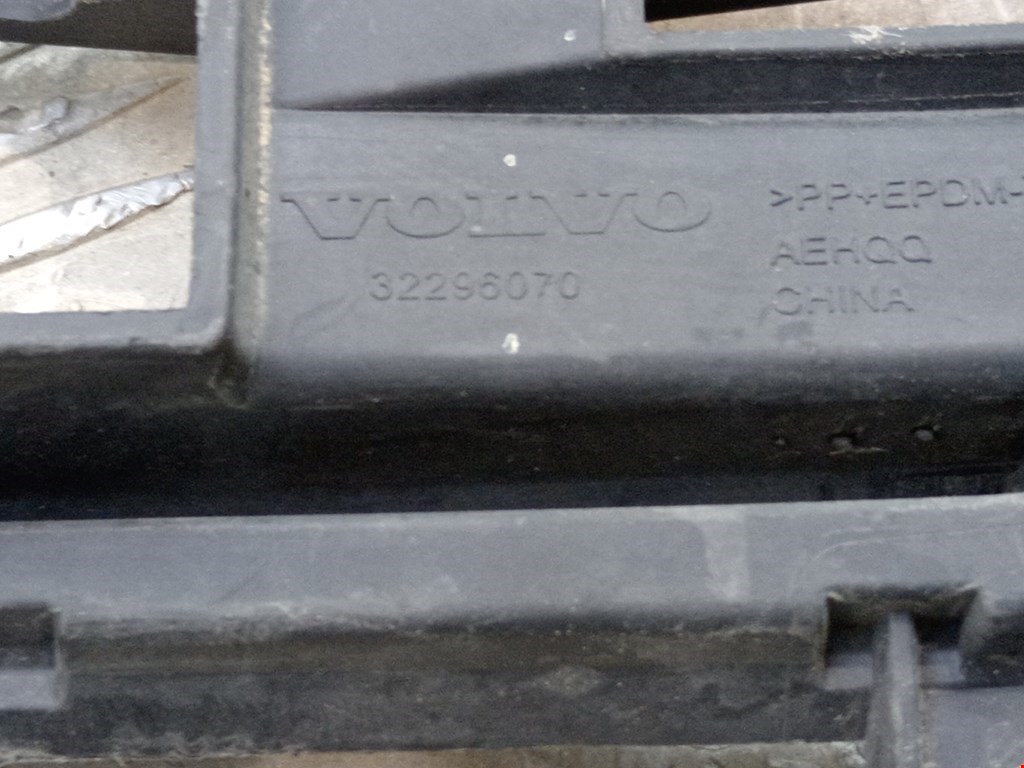 VOLVO
32296070
>PP+EPDM-
AEHQQ
CHINA